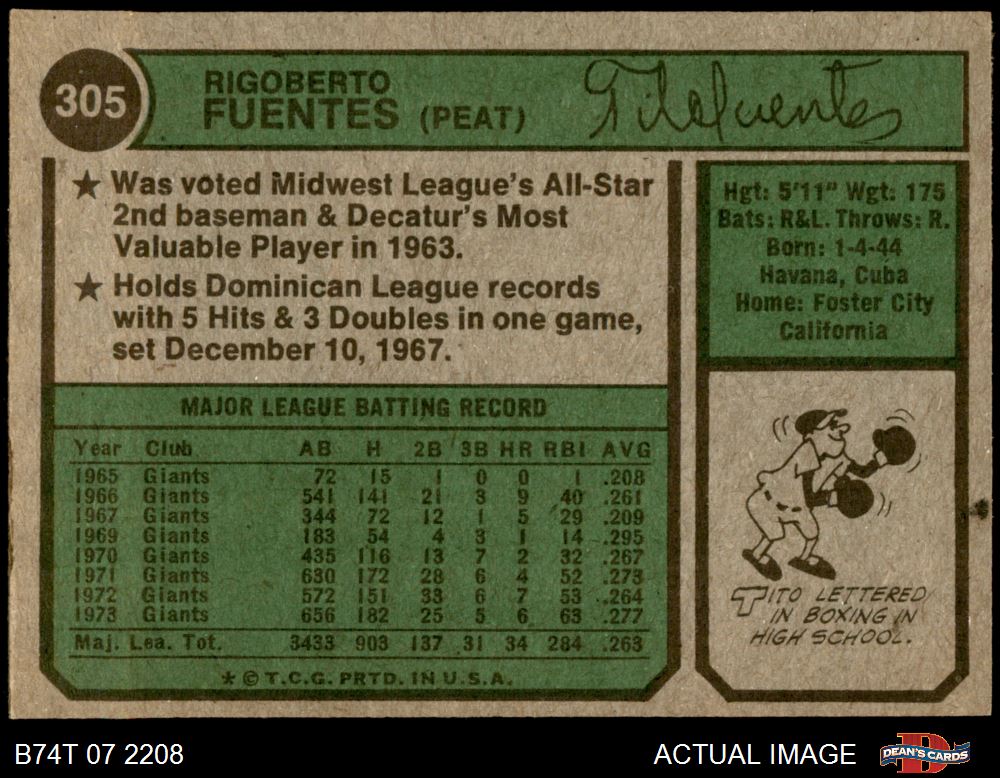 305
RIGOBERTO
FUENTES (PEAT)
Tito Fuentes
★ Was voted Midwest League's All-Star
2nd baseman & Decatur's Most
Valuable Player in 1963.
★ Holds Dominican League records
with 5 Hits & 3 Doubles in one game,
set December 10, 1967.
Hgt: 5'11" Wgt: 175
Bats: R&L. Throws: R.
Born: 1-4-44
Havana, Cuba
Home: Foster City
California
MAJOR LEAGUE BATTING RECORD
Year Club AB H 2B 3B HR RBI AVG
1965 Giants 72 15 1 0 0 1 .208
1966 Giants 541 141 21 3 9 40 .261
1967 Giants 344 72 12 1 5 29 .209
1969 Giants 183 54 4 3 1 14 .295
1970 Giants 435 116 13 7 2 32 .267
1971 Giants 630 172 28 6 4 52 .273
1972 Giants 572 151 33 6 7 53 .264
1973 Giants 656 182 25 5 6 63 .277
Maj. Lea. Tot. 3433 903 137 31 34 284 .263
* © T.C.G. PRTD. IN U.S.A.
TITO LETTERED
IN BOXING IN
HIGH SCHOOL.
B74T 07 2208
ACTUAL IMAGE
DEAN'S CARDS